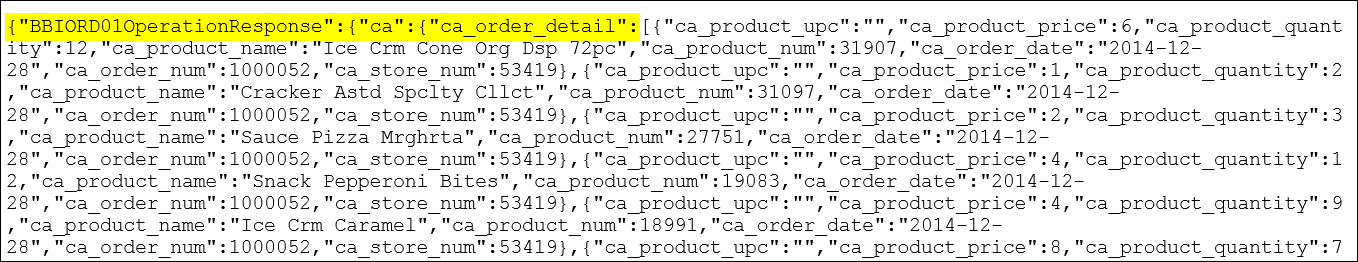 {"BBIORD01OperationResponse":{"ca":{"ca_order_detail":[{"ca_product_upc":"","ca_product_price":6,"ca_product_quant
ity":12,"ca_product_name":"Ice Crm Cone Org Dsp 72pc","ca_product_num":31907,"ca_order_date":"2014-12-
28","ca_order_num":1000052,"ca_store_num":53419},{"ca_product_upc":"","ca_product_price":1,"ca_product_quantity":2
,"ca_product_name":"Cracker Astd Spclty Cllct","ca_product_num":31097,"ca_order_date":"2014-12-
28","ca_order_num":1000052,"ca_store_num":53419},{"ca_product_upc":"","ca_product_price":2,"ca_product_quantity":3
,"ca_product_name":"Sauce Pizza Mrghrta","ca_product_num":27751,"ca_order_date":"2014-12-
28","ca_order_num":1000052,"ca_store_num":53419},{"ca_product_upc":"","ca_product_price":4,"ca_product_quantity":1
2,"ca_product_name":"Snack Pepperoni Bites","ca_product_num":19083,"ca_order_date":"2014-12-
28","ca_order_num":1000052,"ca_store_num":53419},{"ca_product_upc":"","ca_product_price":4,"ca_product_quantity":9
,"ca_product_name":"Ice Crm Caramel","ca_product_num":18991,"ca_order_date":"2014-12-
28","ca_order_num":1000052,"ca_store_num":53419},{"ca_product_upc":"","ca_product_price":8,"ca_product_quantity":7